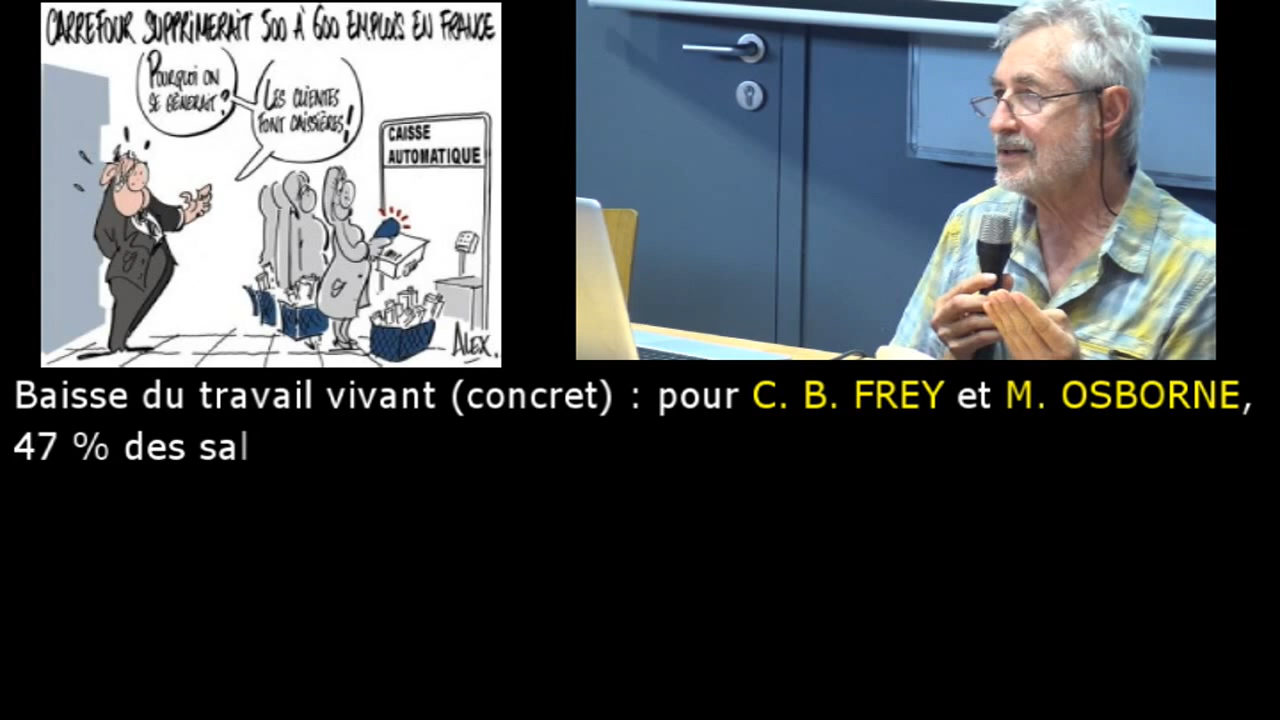 CARREFOUR SUPPRIMERAIT 500 À 600 EMPLOIS EN FRANCE
POURQUOI ON
SE GÊNERAIT ?
LES CLIENTES
FONT CAISSIÈRES !
CAISSE
AUTOMATIQUE
ALEX.
Baisse du travail vivant (concret) : pour C. B. FREY et M. OSBORNE,
47 % des sal